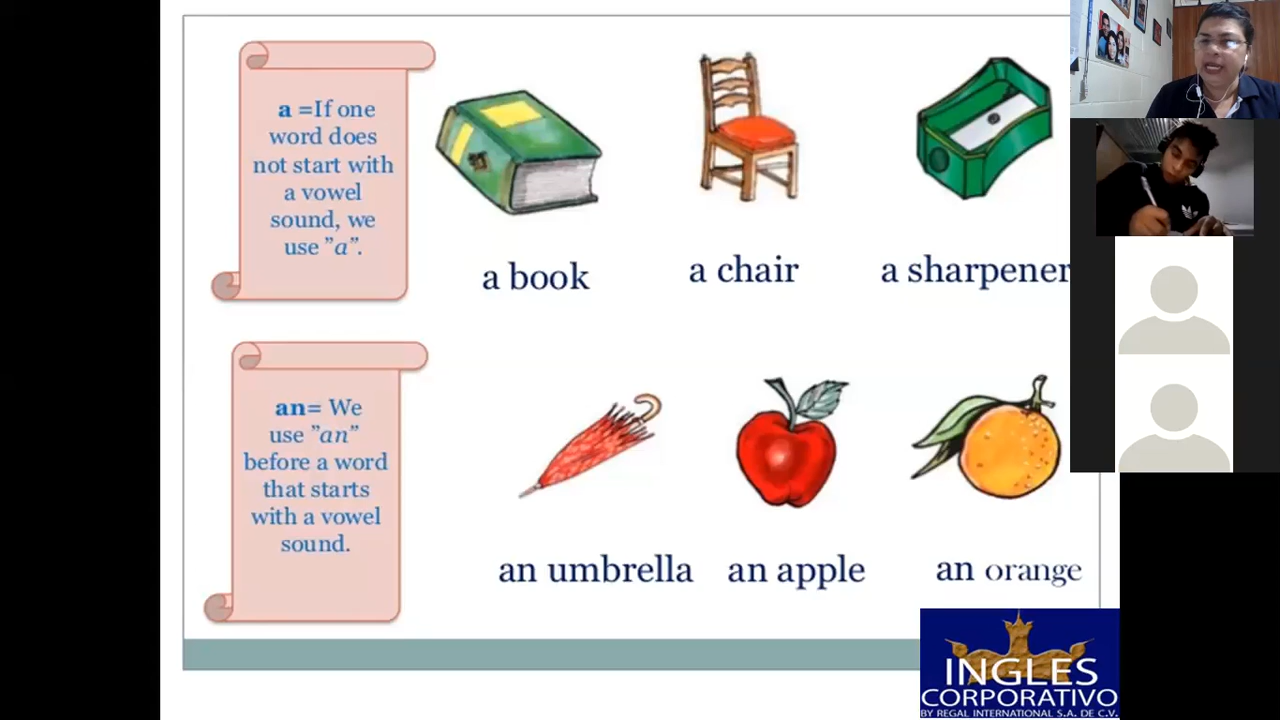 a =If one
word does
not start with
a vowel
sound, we
use ”a”.
a book
a chair
a sharpener
an= We
use ”an”
before a word
that starts
with a vowel
sound.
an umbrella
an apple
an orange
INGLES
CORPORATIVO
BY REGAL INTERNATIONAL S.A. DE C.V.